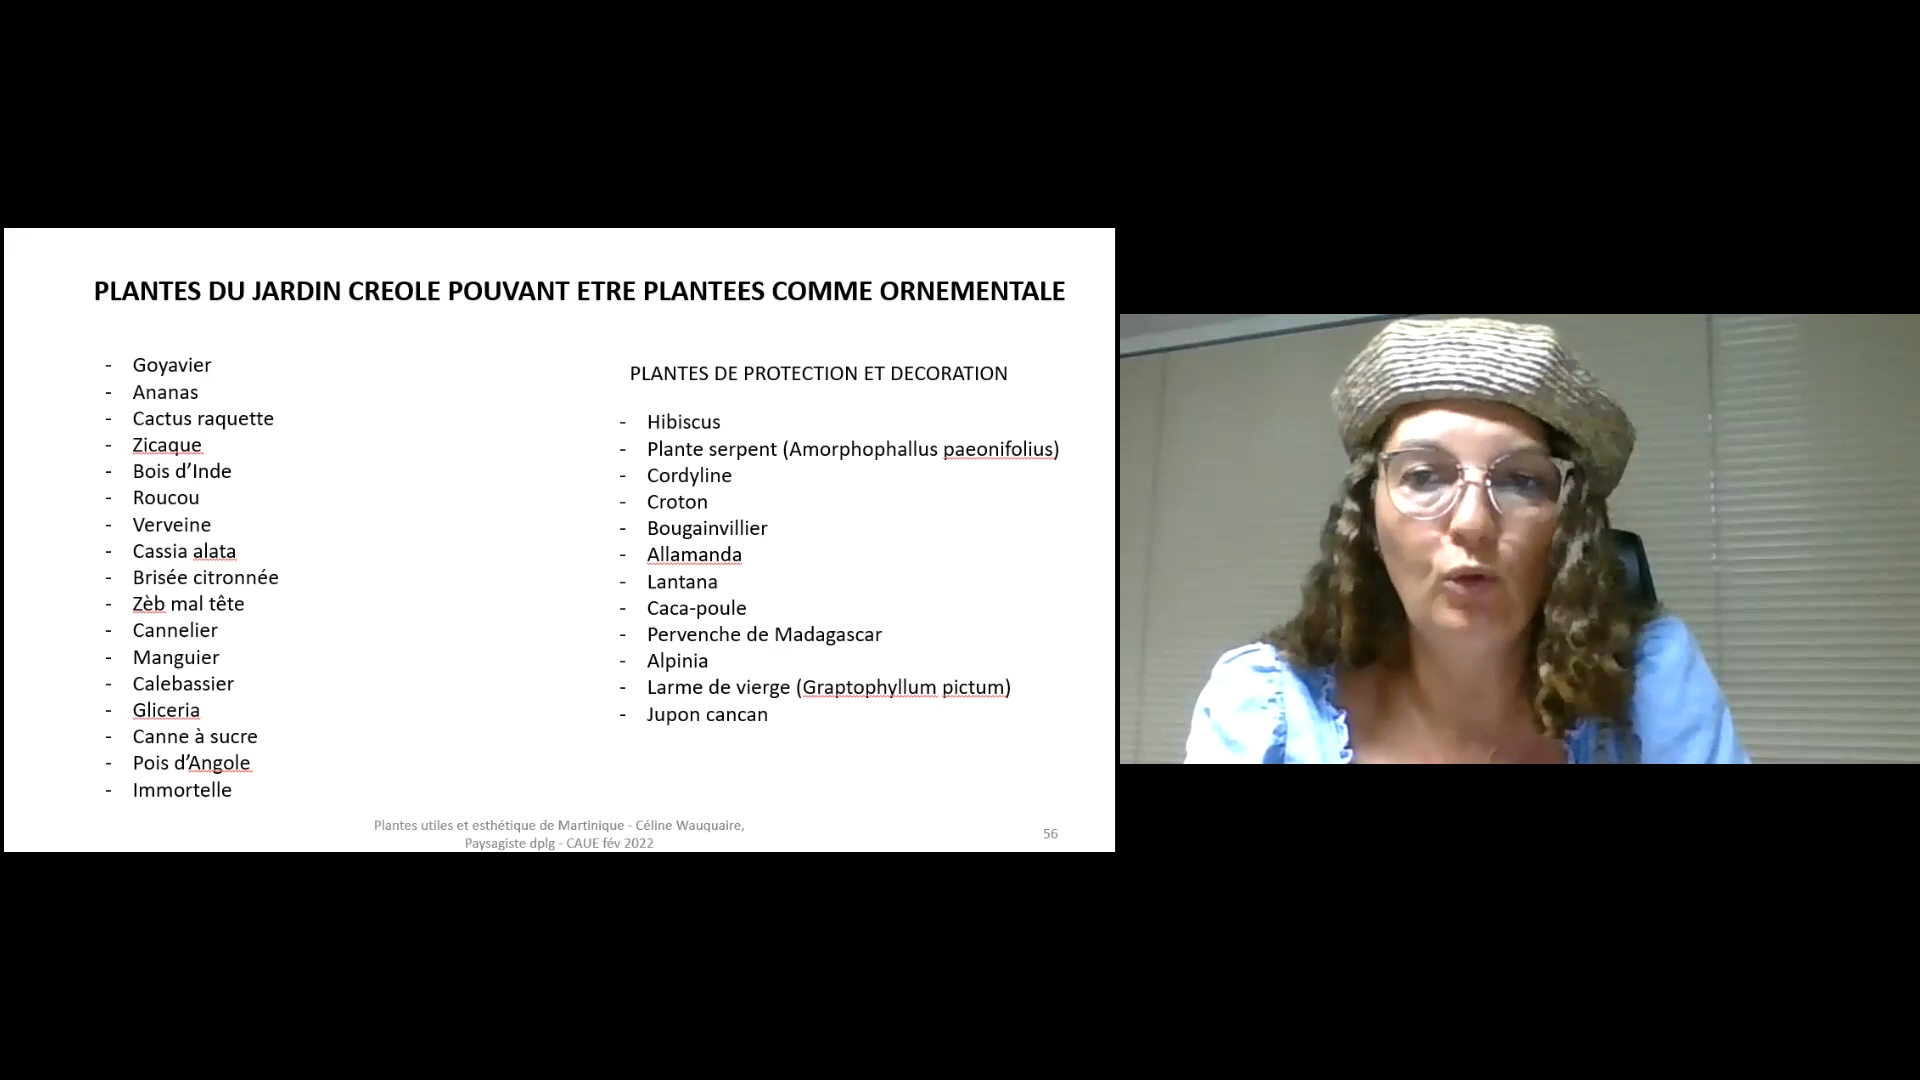 PLANTES DU JARDIN CREOLE POUVANT ETRE PLANTEES COMME ORNEMENTALE
- Goyavier
- Ananas
- Cactus raquette
- Zicaque
- Bois d’Inde
- Roucou
- Verveine
- Cassia alata
- Brisée citronnée
- Zèb mal tête
- Cannelier
- Manguier
- Calebassier
- Gliceria
- Canne à sucre
- Pois d’Angole
- Immortelle
PLANTES DE PROTECTION ET DECORATION
- Hibiscus
- Plante serpent (Amorphophallus paeonifolius)
- Cordyline
- Croton
- Bougainvillier
- Allamanda
- Lantana
- Caca-poule
- Pervenche de Madagascar
- Alpinia
- Larme de vierge (Graptophyllum pictum)
- Jupon cancan
Plantes utiles et esthétique de Martinique - Céline Wauquaire,
Paysagiste dplg - CAUE fév 2022
56